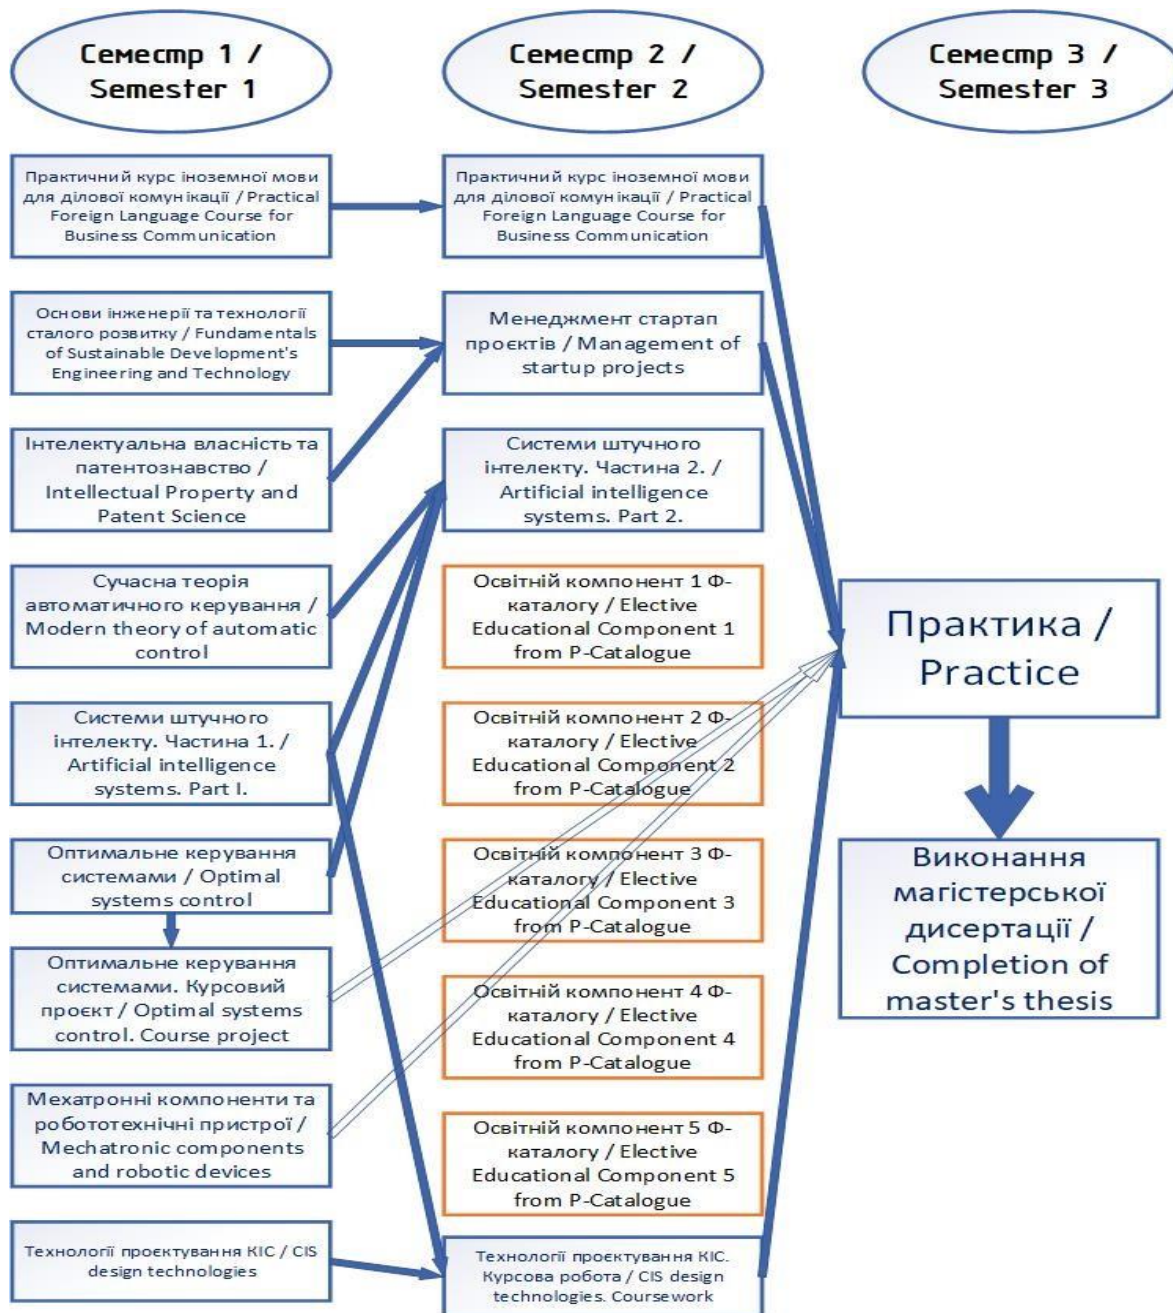 Семестр 1 /
Semester 1
Семестр 2 /
Semester 2
Семестр 3 /
Semester 3
Практичний курс іноземної мови
для ділової комунікації / Practical
Foreign Language Course for
Business Communication
Основи інженерії та технології
сталого розвитку / Fundamentals
of Sustainable Development's
Engineering and Technology
Інтелектуальна власність та
патентознавство /
Intellectual Property and
Patent Science
Сучасна теорія
автоматичного керування /
Modern theory of automatic
control
Системи штучного
інтелекту. Частина 1. /
Artificial intelligence
systems. Part I.
Оптимальне керування
системами / Optimal
systems control
Оптимальне керування
системами. Курсовий
проєкт / Optimal systems
control. Course project
Мехатронні компоненти та
робототехнічні пристрої /
Mechatronic components
and robotic devices
Технології проєктування КІС / CIS
design technologies
Практичний курс іноземної мови
для ділової комунікації / Practical
Foreign Language Course for
Business Communication
Менеджмент стартап
проєктів / Management of
startup projects
Системи штучного
інтелекту. Частина 2. /
Artificial intelligence
systems. Part 2.
Освітній компонент 1 Ф-
каталогу / Elective
Educational Component 1
from P-Catalogue
Освітній компонент 2 Ф-
каталогу / Elective
Educational Component 2
from P-Catalogue
Освітній компонент 3 Ф-
каталогу / Elective
Educational Component 3
from P-Catalogue
Освітній компонент 4 Ф-
каталогу / Elective
Educational Component 4
from P-Catalogue
Освітній компонент 5 Ф-
каталогу / Elective
Educational Component 5
from P-Catalogue
Технології проєктування КІС.
Курсова робота / CIS design
technologies. Coursework
Практика /
Practice
Виконання
магістерської
дисертації /
Completion of
master's thesis